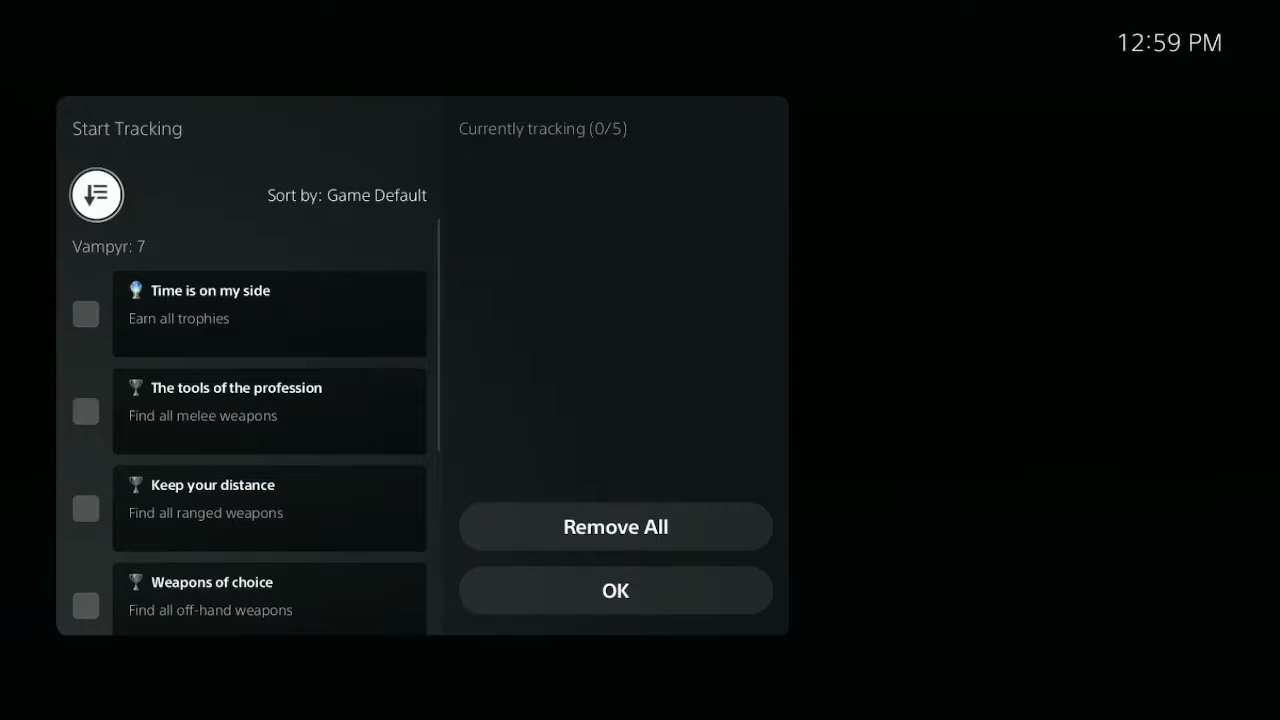 12:59 PM
Start Tracking
Currently tracking (0/5)
Sort by: Game Default
Vampyr: 7
Time is on my side
Earn all trophies
The tools of the profession
Find all melee weapons
Keep your distance
Find all ranged weapons
Weapons of choice
Find all off-hand weapons
Remove All
OK